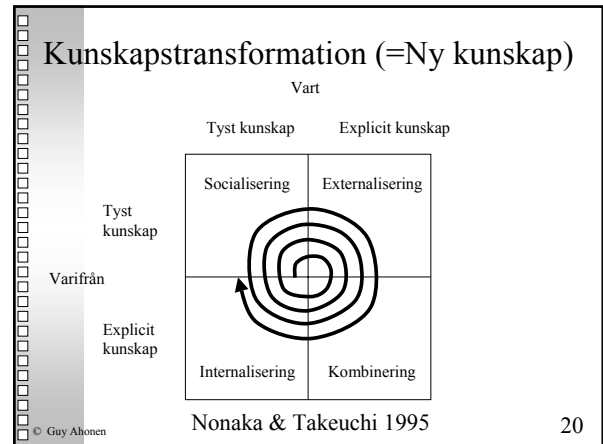 Kunskapstransformation (=Ny kunskap)
Vart
Tyst kunskap Explicit kunskap
Socialisering Externalisering
Tyst
kunskap
Varifrån
Explicit
kunskap
Internalisering Kombinering
© Guy Ahonen Nonaka & Takeuchi 1995 20